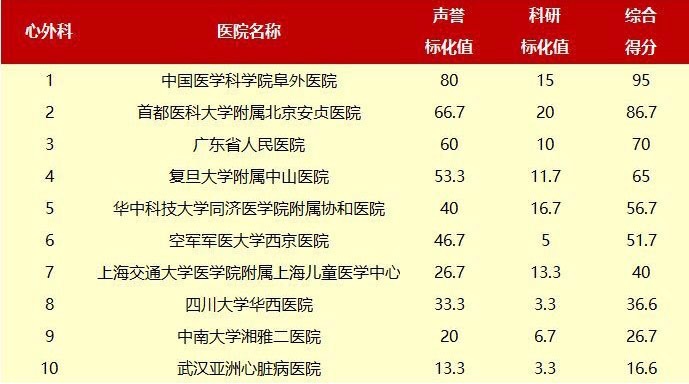 心外科 医院名称 声誉标化值 科研标化值 综合得分
1 中国医学科学院阜外医院 80 15 95
2 首都医科大学附属北京安贞医院 66.7 20 86.7
3 广东省人民医院 60 10 70
4 复旦大学附属中山医院 53.3 11.7 65
5 华中科技大学同济医学院附属协和医院 40 16.7 56.7
6 空军军医大学西京医院 46.7 5 51.7
7 上海交通大学医学院附属上海儿童医学中心 26.7 13.3 40
8 四川大学华西医院 33.3 3.3 36.6
9 中南大学湘雅二医院 20 6.7 26.7
10 武汉亚洲心脏病医院 13.3 3.3 16.6